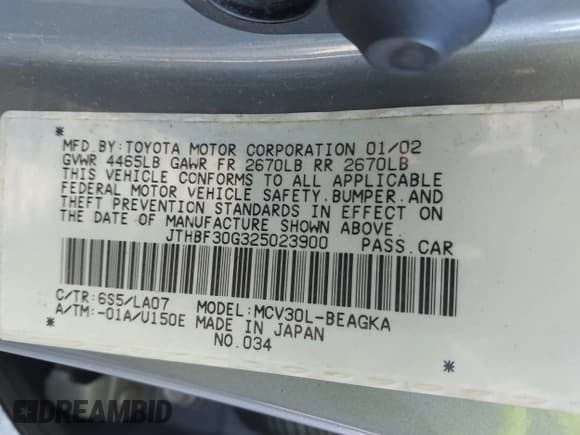 MFD. BY: TOYOTA MOTOR CORPORATION 01/02
GVWR 4465LB GAWR FR 2670LB RR 2670LB
THIS VEHICLE CONFORMS TO ALL APPLICABLE
FEDERAL MOTOR VEHICLE SAFETY, BUMPER, AND
THEFT PREVENTION STANDARDS IN EFFECT ON
THE DATE OF MANUFACTURE SHOWN ABOVE.
JTHBF30G325023900 PASS. CAR
C/TR: 6S5/LA07 MODEL: MCV30L-BEAGKA
A/TM: -01A/U150E MADE IN JAPAN
NO. 034
DREAMBID